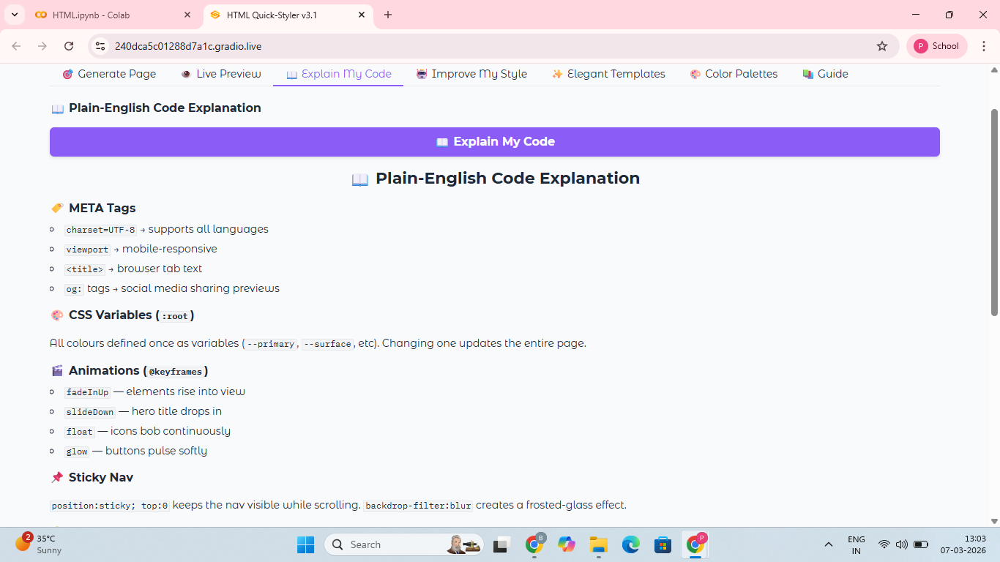 HTML.ipynb - Colab
HTML Quick-Styler v3.1
240dca5c01288d7a1c.gradio.live
P School
Generate Page Live Preview Explain My Code Improve My Style Elegant Templates Color Palettes Guide
Plain-English Code Explanation
Explain My Code
Plain-English Code Explanation
META Tags
charset=UTF-8 → supports all languages
viewport → mobile-responsive
<title> → browser tab text
og: tags → social media sharing previews
CSS Variables (:root)
All colours defined once as variables (--primary, --surface, etc). Changing one updates the entire page.
Animations (@keyframes)
fadeInUp — elements rise into view
slideDown — hero title drops in
float — icons bob continuously
glow — buttons pulse softly
Sticky Nav
position:sticky; top:0 keeps the nav visible while scrolling. backdrop-filter:blur creates a frosted-glass effect.
2
35°C
Sunny
Search
B
P
ENG
IN
13:03
07-03-2026